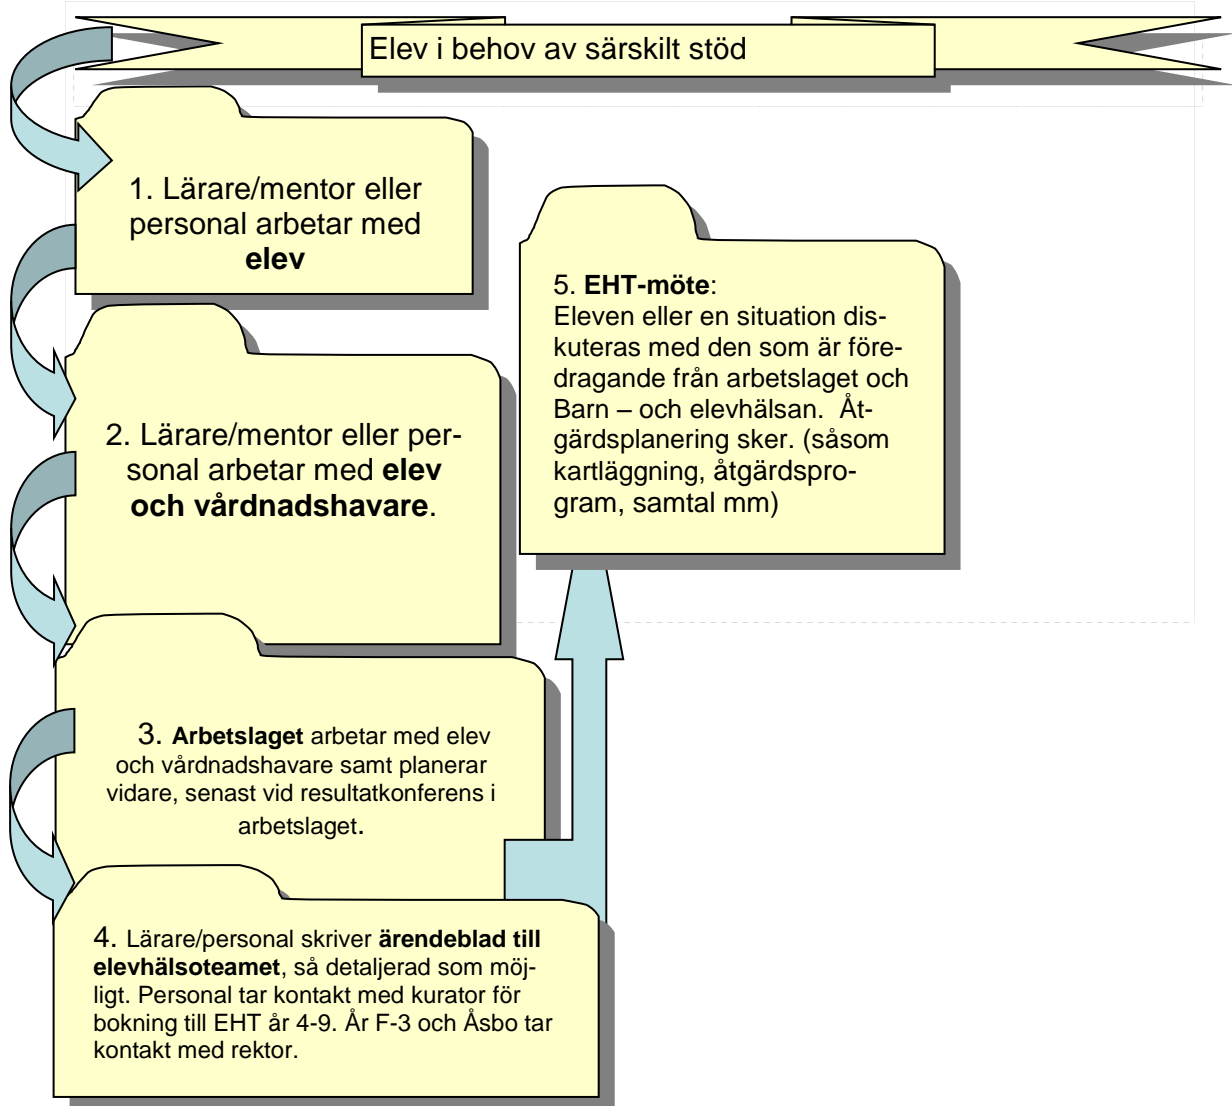 Elev i behov av särskilt stöd
1. Lärare/mentor eller
personal arbetar med
elev
2. Lärare/mentor eller per-
sonal arbetar med elev
och vårdnadshavare.
3. Arbetslaget arbetar med elev
och vårdnadshavare samt planerar
vidare, senast vid resultatkonferens i
arbetslaget.
4. Lärare/personal skriver ärendeblad till
elevhälsoteamet, så detaljerad som möj-
ligt. Personal tar kontakt med kurator för
bokning till EHT år 4-9. År F-3 och Åsbo tar
kontakt med rektor.
5. EHT-möte:
Eleven eller en situation dis-
kuteras med den som är före-
dragande från arbetslaget och
Barn – och elevhälsan. Åt-
gärdsplanering sker. (såsom
kartläggning, åtgärdspro-
gram, samtal mm)